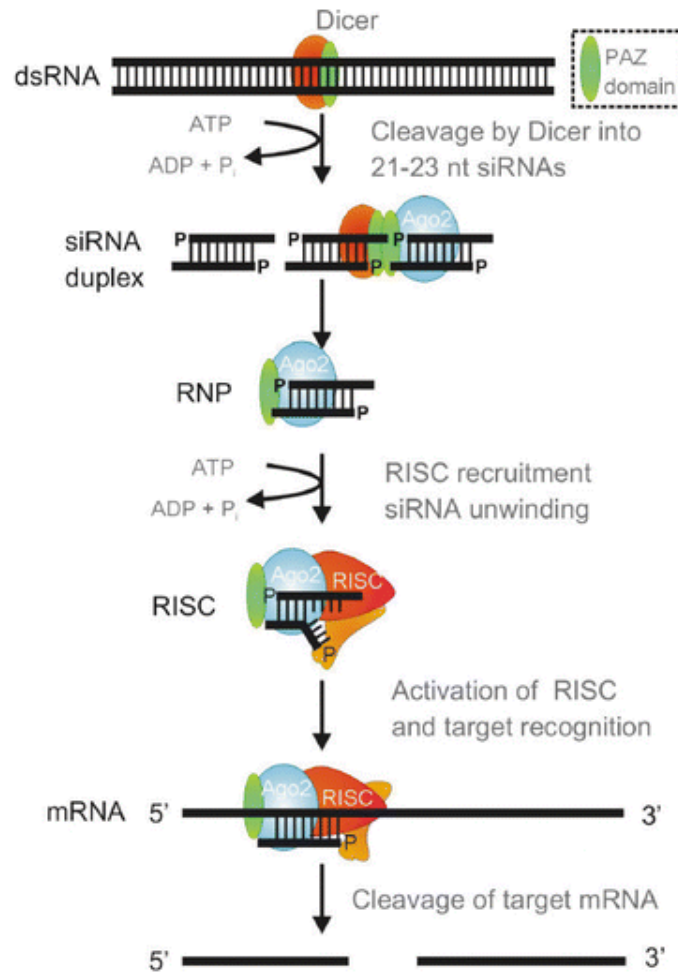 Dicer
dsRNA
PAZ
domain
ATP
ADP + Pi
Cleavage by Dicer into
21-23 nt siRNAs
siRNA
duplex
P
P
P
P
P
Ago2
P
RNP
Ago2
P
P
ATP
ADP + Pi
RISC recruitment
siRNA unwinding
RISC
Ago2
RISC
P
P
Activation of RISC
and target recognition
mRNA
5’
Ago2
RISC
P
3’
Cleavage of target mRNA
5’
3’